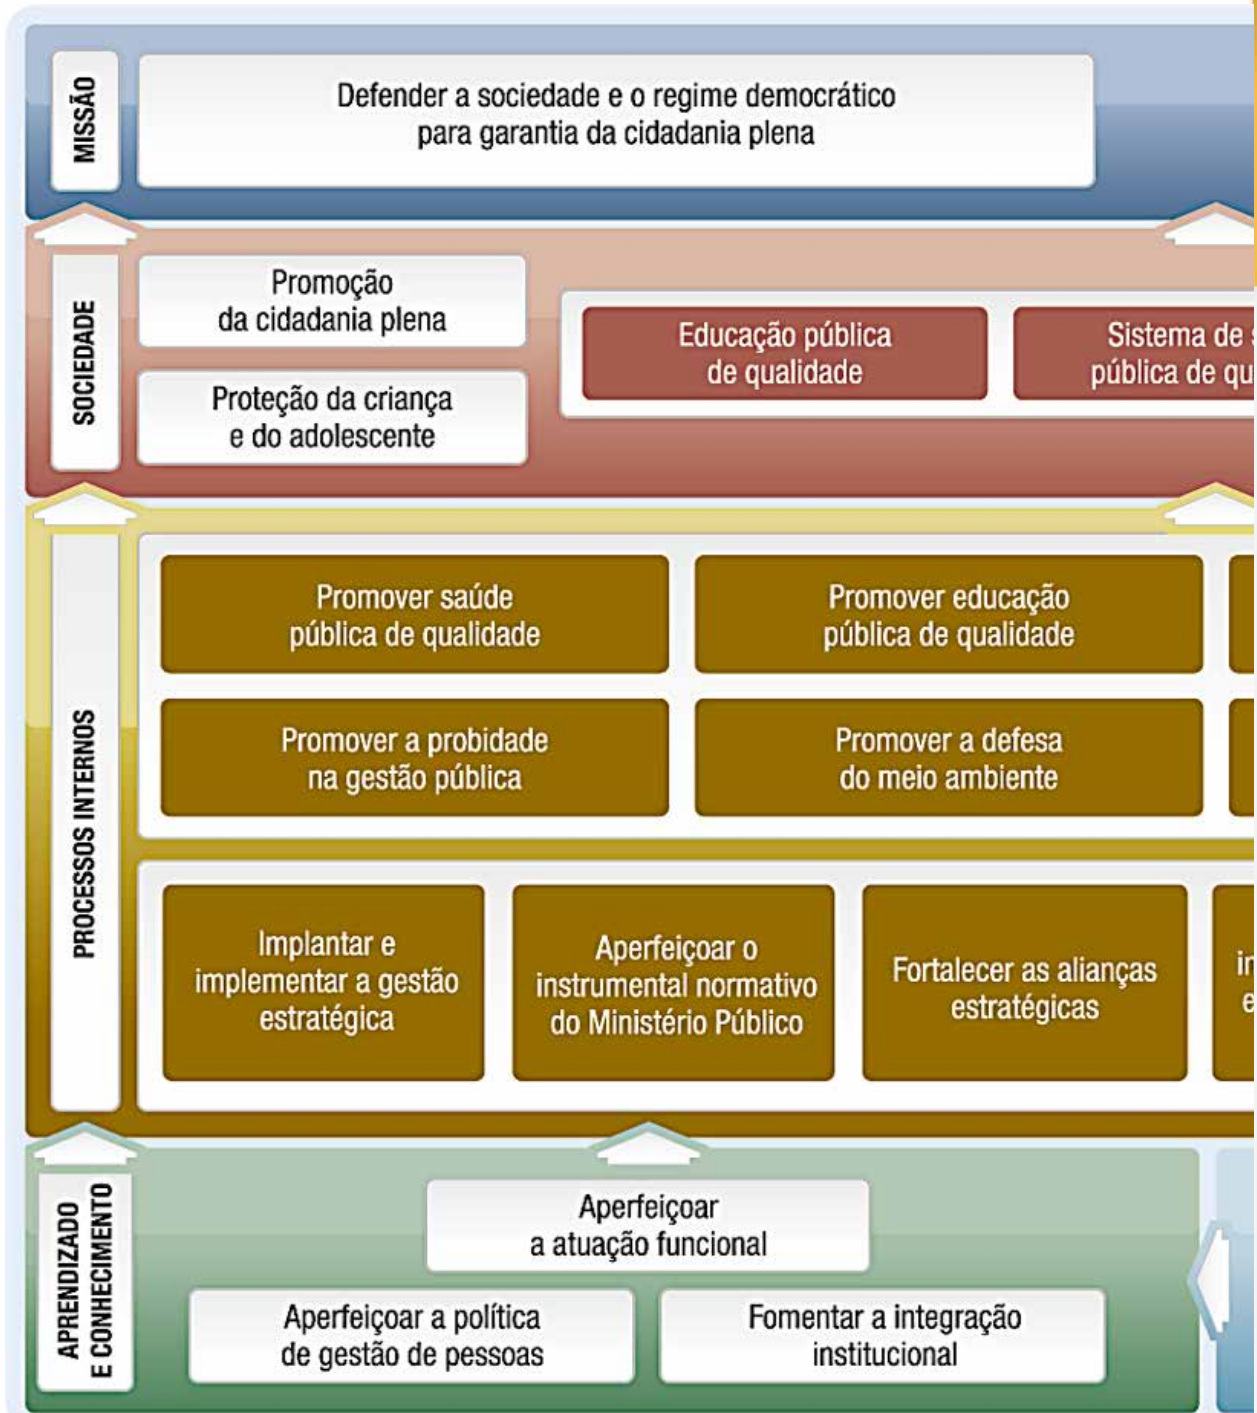 MISSÃO
Defender a sociedade e o regime democrático
para garantia da cidadania plena
SOCIEDADE
Promoção
da cidadania plena
Proteção da criança
e do adolescente
Educação pública
de qualidade
Sistema de
pública de
PROCESSOS INTERNOS
Promover saúde
pública de qualidade
Promover educação
pública de qualidade
Promover a probidade
na gestão pública
Promover a defesa
do meio ambiente
Implantar e
implementar a gestão
estratégica
Aperfeiçoar o
instrumental normativo
do Ministério Público
Fortalecer as alianças
estratégicas
APRENDIZADO
E CONHECIMENTO
Aperfeiçoar
a atuação funcional
Aperfeiçoar a política
de gestão de pessoas
Fomentar a integração
institucional